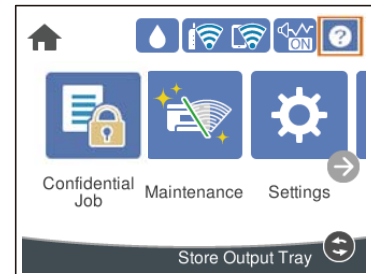 ON
?
Confidential
Job
Maintenance
Settings
Store Output Tray